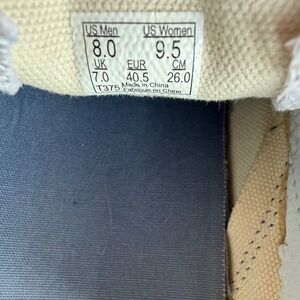 US Men US Women
8.0 9.5
UK EUR CM
7.0 40.5 26.0
T375 Made in China
Fabriqué en Chine